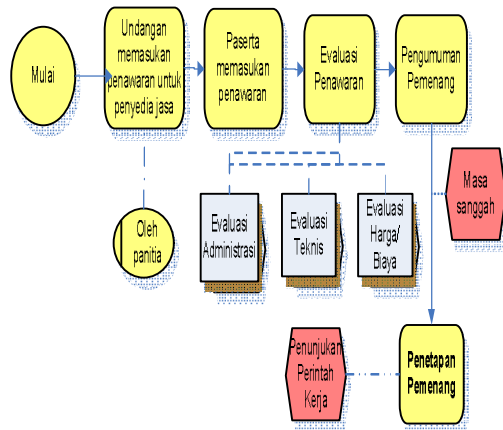 Mulai
Undangan
memasukan
penawaran untuk
penyedia jasa
Paserta
memasukan
penawaran
Evaluasi
Penawaran
Pengumuman
Pemenang
Masa
sanggah
Oleh
panitia
Evaluasi
Administrasi
Evaluasi
Teknis
Evaluasi
Harga/
Biaya
Penunjukan
Perintah
Kerja
Penetapan
Pemenang